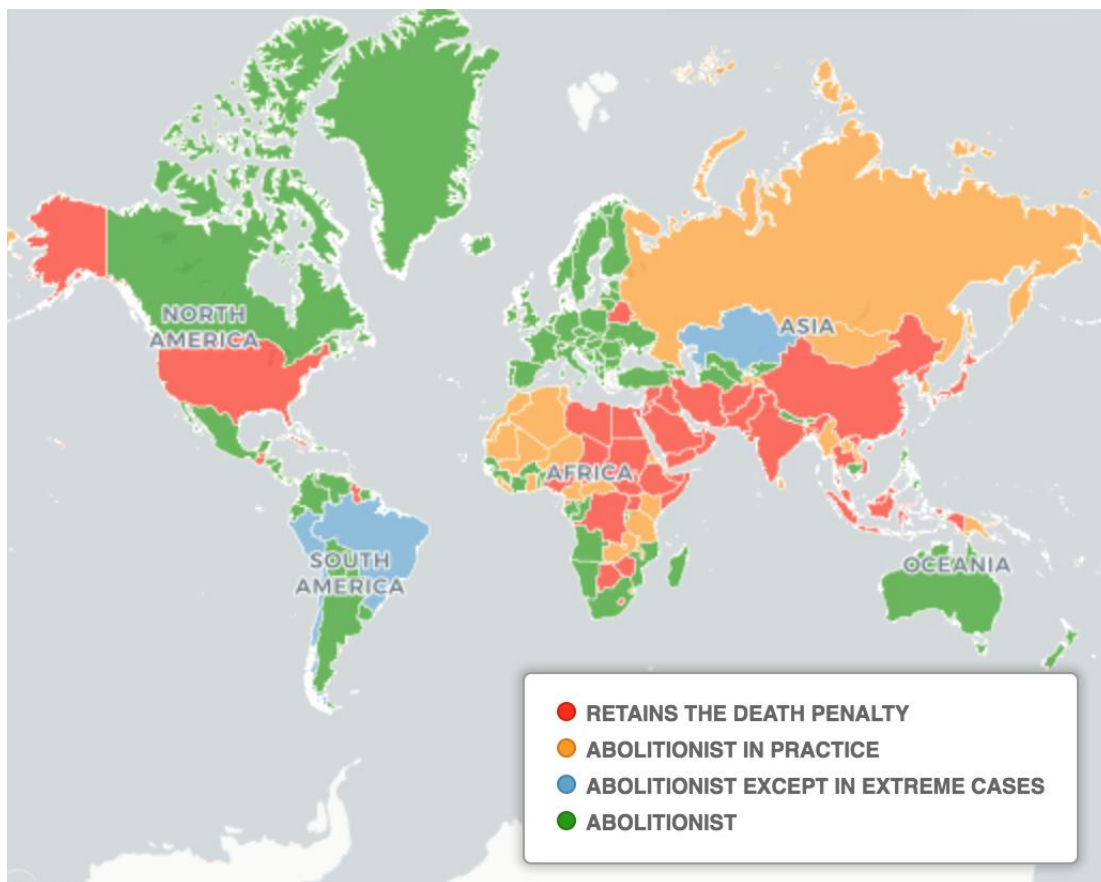 NORTH
AMERICA
ASIA
AFRICA
SOUTH
AMERICA
OCEANIA
RETAINS THE DEATH PENALTY
ABOLITIONIST IN PRACTICE
ABOLITIONIST EXCEPT IN EXTREME CASES
ABOLITIONIST